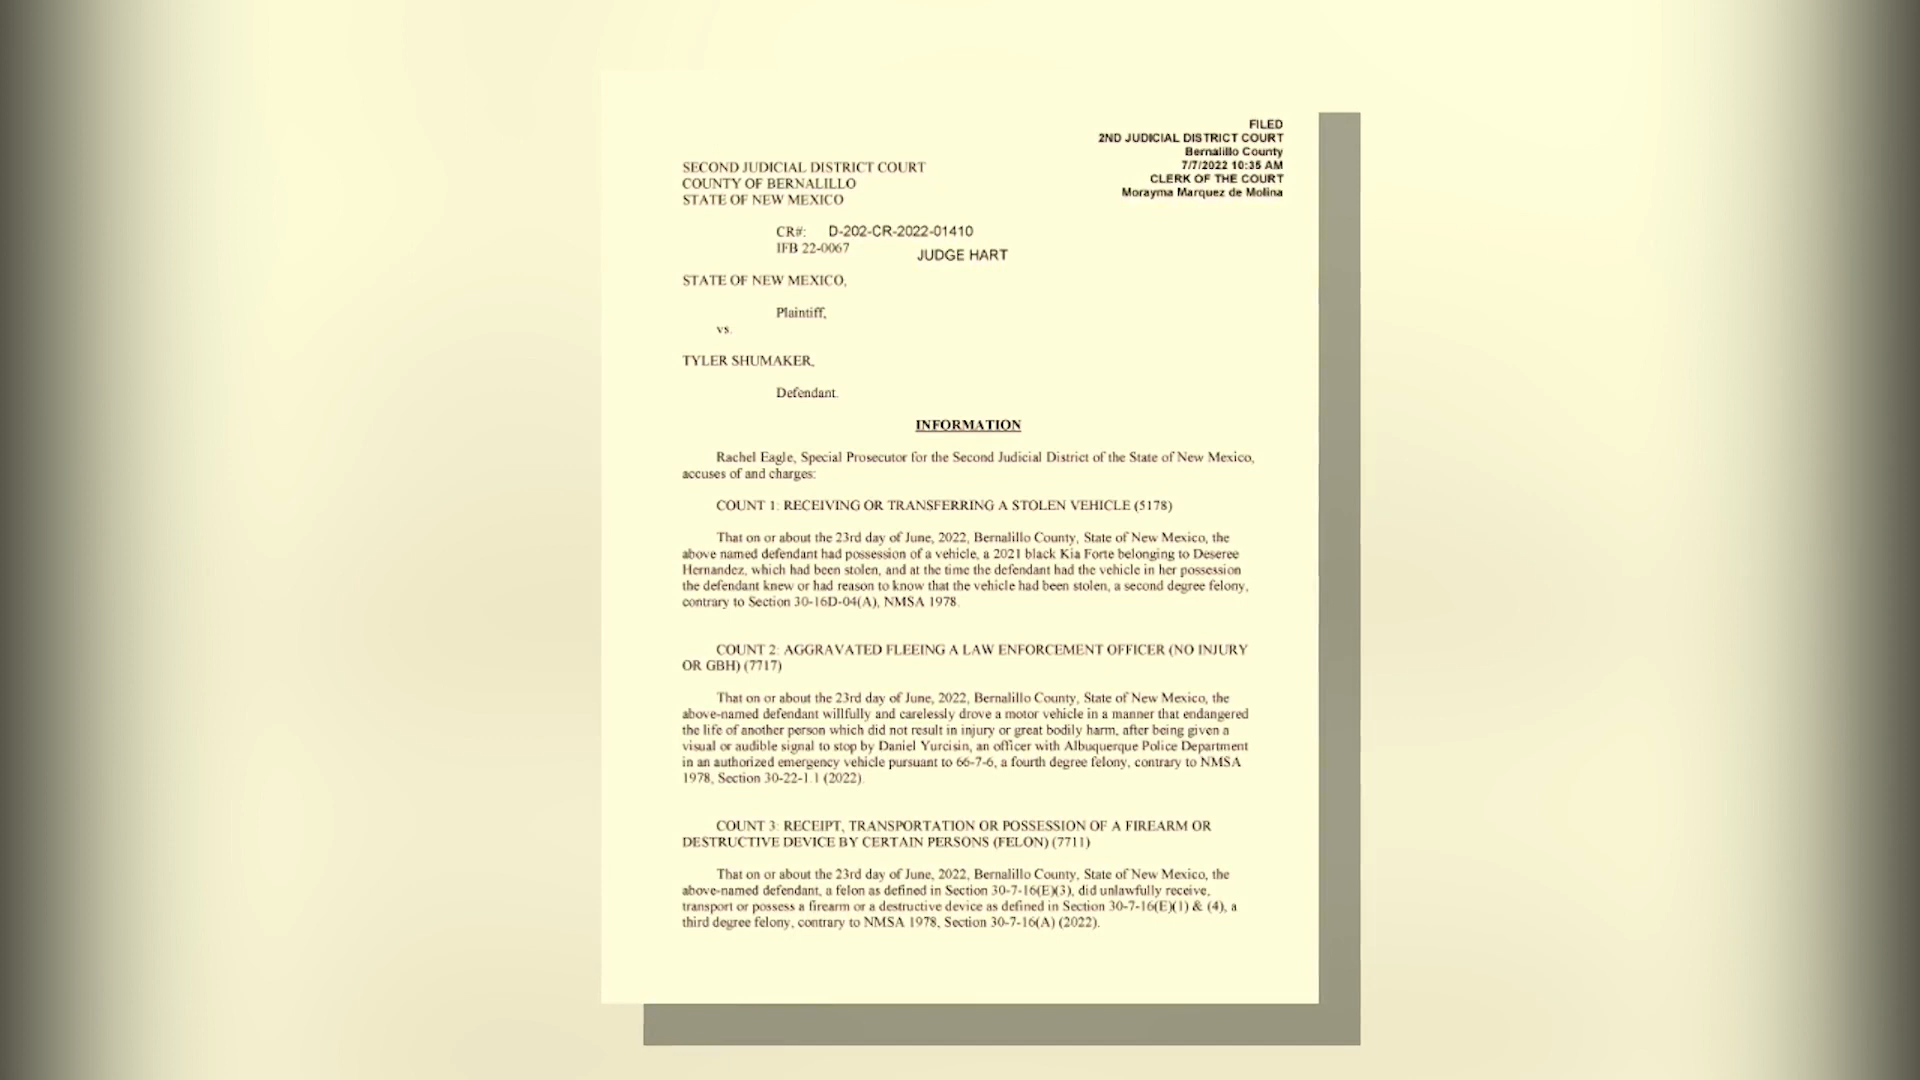 FILED
2ND JUDICIAL DISTRICT COURT
Bernalillo County
7/7/2022 10:35 AM
CLERK OF THE COURT
Morayma Marquez de Molina
SECOND JUDICIAL DISTRICT COURT
COUNTY OF BERNALILLO
STATE OF NEW MEXICO
CR#: D-202-CR-2022-01410
IFB 22-0067
JUDGE HART
STATE OF NEW MEXICO,
Plaintiff,
vs.
TYLER SHUMAKER,
Defendant.
INFORMATION
Rachel Eagle, Special Prosecutor for the Second Judicial District of the State of New Mexico,
accuses of and charges:
COUNT 1: RECEIVING OR TRANSFERRING A STOLEN VEHICLE (5178)
That on or about the 23rd day of June, 2022, Bernalillo County, State of New Mexico, the
above named defendant had possession of a vehicle, a 2021 black Kia Forte belonging to Deseree
Hernandez, which had been stolen, and at the time the defendant had the vehicle in her possession
the defendant knew or had reason to know that the vehicle had been stolen, a second degree felony,
contrary to Section 30-16D-04(A), NMSA 1978.
COUNT 2: AGGRAVATED FLEEING A LAW ENFORCEMENT OFFICER (NO INJURY
OR GBH) (7717)
That on or about the 23rd day of June, 2022, Bernalillo County, State of New Mexico, the
above-named defendant willfully and carelessly drove a motor vehicle in a manner that endangered
the life of another person which did not result in injury or great bodily harm, after being given a
visual or audible signal to stop by Daniel Yurcisin, an officer with Albuquerque Police Department
in an authorized emergency vehicle pursuant to 66-7-6, a fourth degree felony, contrary to NMSA
1978, Section 30-22-1.1 (2022).
COUNT 3: RECEIPT, TRANSPORTATION OR POSSESSION OF A FIREARM OR
DESTRUCTIVE DEVICE BY CERTAIN PERSONS (FELON) (7711)
That on or about the 23rd day of June, 2022, Bernalillo County, State of New Mexico, the
above-named defendant, a felon as defined in Section 30-7-16(E)(3), did unlawfully receive,
transport or possess a firearm or a destructive device as defined in Section 30-7-16(E)(1) & (4), a
third degree felony, contrary to NMSA 1978, Section 30-7-16(A) (2022).